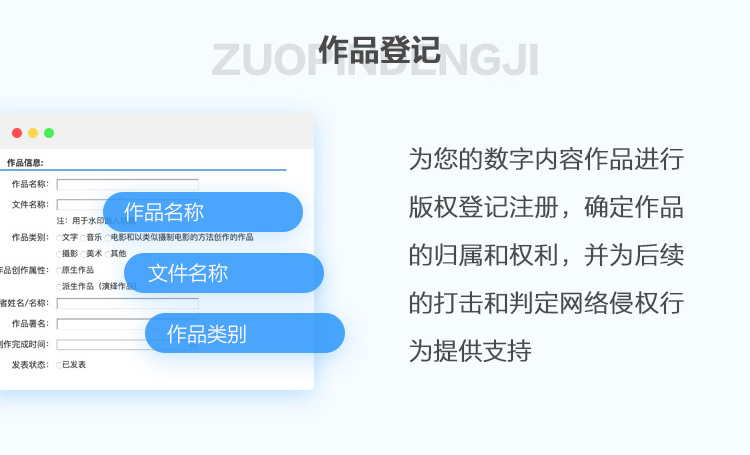 ZUOPINDENGJI
作品登记
作品信息:
作品名称:
文件名称:
作品名称
注: 用于水印嵌入
作品类别: 文字 音乐 电影和以类似摄制电影的方法创作的作品
摄影 美术 其他
文件名称
品创作属性: 原生作品
派生作品（演绎作品）
者姓名/名称:
作品署名:
作品类别
创作完成时间:
发表状态: 已发表
为您的数字内容作品进行
版权登记注册，确定作品
的归属和权利，并为后续
的打击和判定网络侵权行
为提供支持